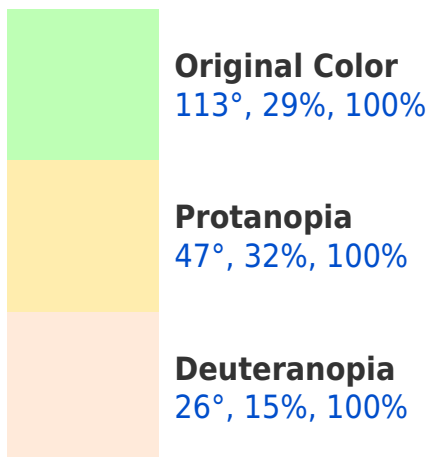 Original Color
113°, 29%, 100%
Protanopia
47°, 32%, 100%
Deuteranopia
26°, 15%, 100%